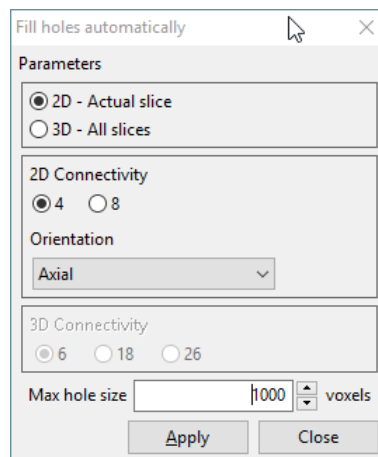 Fill holes automatically
Parameters
2D - Actual slice
3D - All slices
2D Connectivity
4 8
Orientation
Axial
3D Connectivity
6 18 26
Max hole size 1000 voxels
Apply Close